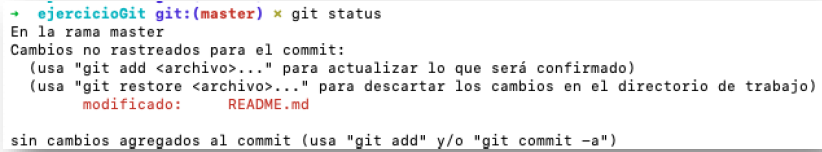 → ejercicioGit git:(master) × git status
En la rama master
Cambios no rastreados para el commit:
  (usa "git add <archivo>..." para actualizar lo que será confirmado)
  (usa "git restore <archivo>..." para descartar los cambios en el directorio de trabajo)
        modificado:     README.md
sin cambios agregados al commit (usa "git add" y/o "git commit -a")